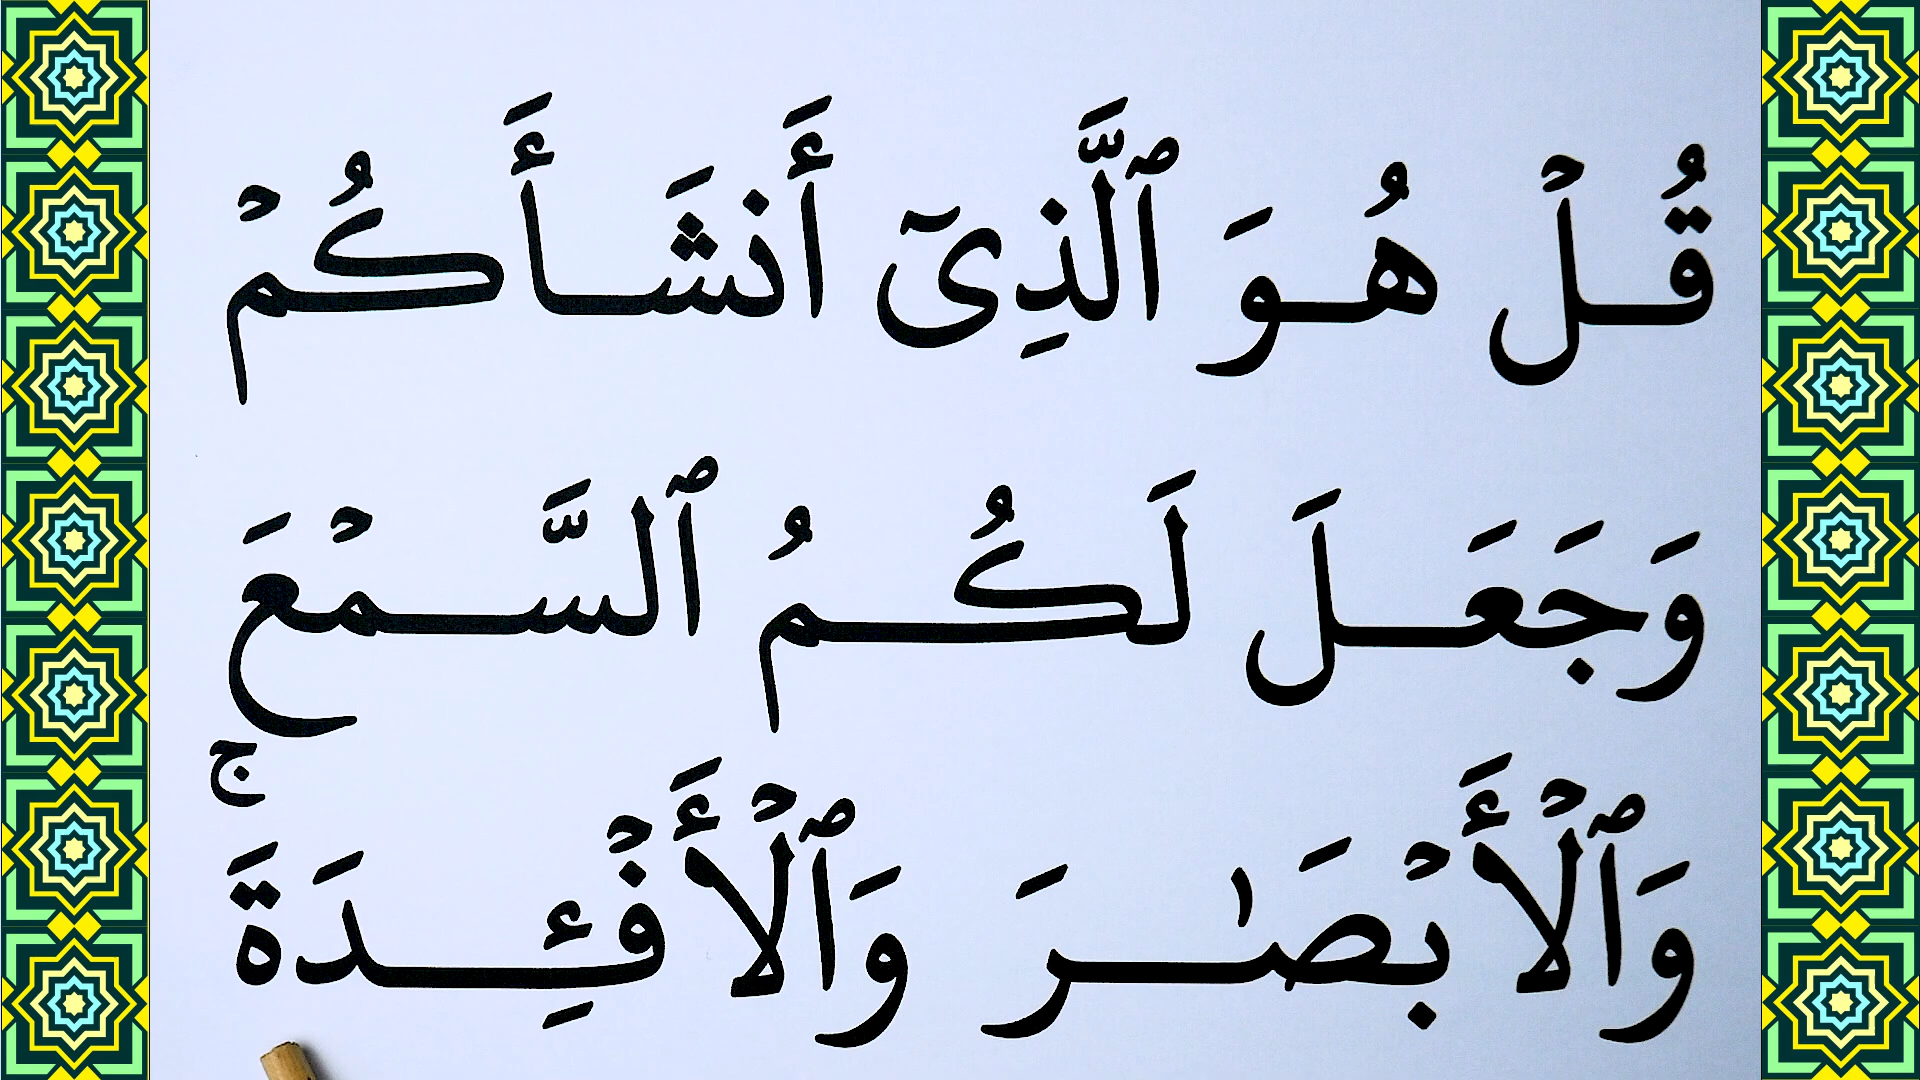 قُلْ هُوَ ٱلَّذِىٓ أَنشَأَكُمْ
وَجَعَلَ لَكُمُ ٱلسَّمْعَ
وَٱلْأَبْصَٰرَ وَٱلْأَفْـِٔدَةَ ۚ